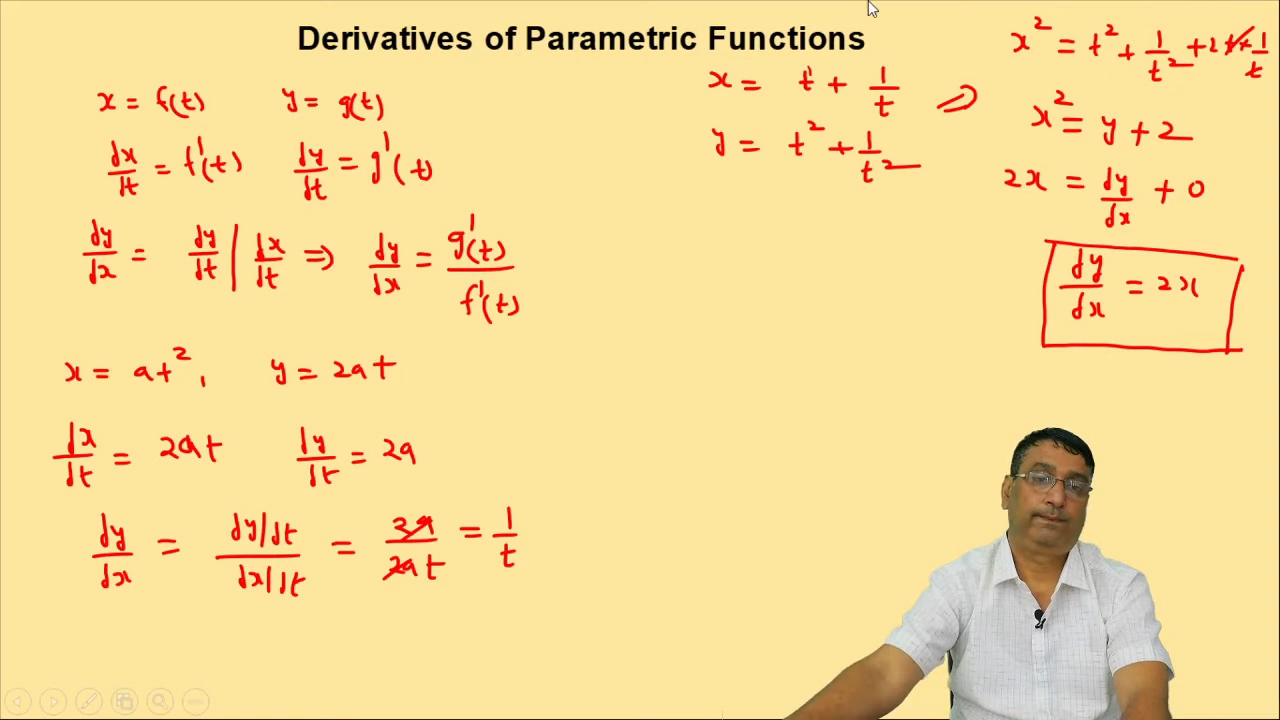 Derivatives of Parametric Functions
x = f(t) y = g(t)
dx/dt = f'(t) dy/dt = g'(t)
dy/dx = dy/dt | dx/dt ⇒ dy/dx = g'(t)/f'(t)
x = at², y = 2at
dx/dt = 2at dy/dt = 2a
dy/dx = (dy/dt)/(dx/dt) = 2a/2at = 1/t
x = t + 1/t ⇒
y = t² + 1/t²
x² = t² + 1/t² + 2 t × 1/t
x² = y + 2
2x = dy/dx + 0
dy/dx = 2x